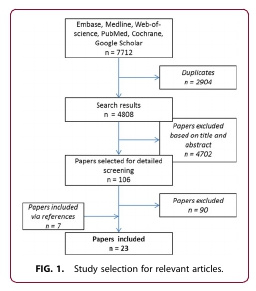 Embase, Medline, Web-of-
science, PubMed, Cochrane,
Google Scholar
n = 7712
Duplicates
n = 2904
Search results
n = 4808
Papers excluded
based on title and
abstract
n = 4702
Papers selected for detailed
screening
n = 106
Papers excluded
n = 90
Papers included
via references
n = 7
Papers included
n = 23
FIG. 1. Study selection for relevant articles.